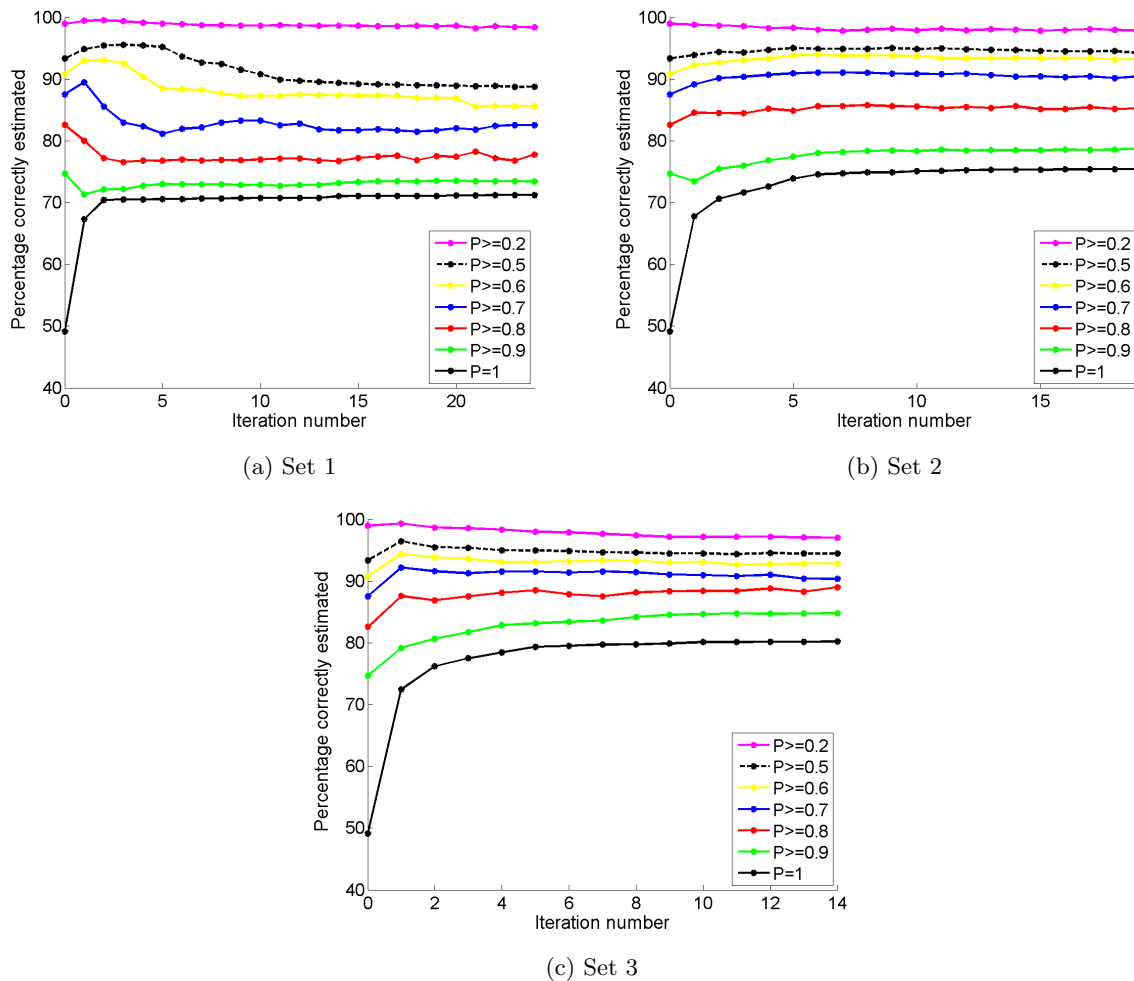 100
90
80
70
60
50
40
Percentage correctly estimated
P>=0.2
P>=0.5
P>=0.6
P>=0.7
P>=0.8
P>=0.9
P=1
0 5 10 15 20
Iteration number
(a) Set 1
100
90
80
70
60
50
40
Percentage correctly estimated
P>=0.2
P>=0.5
P>=0.6
P>=0.7
P>=0.8
P>=0.9
P=1
0 5 10 15
Iteration number
(b) Set 2
100
90
80
70
60
50
40
Percentage correctly estimated
P>=0.2
P>=0.5
P>=0.6
P>=0.7
P>=0.8
P>=0.9
P=1
0 2 4 6 8 10 12 14
Iteration number
(c) Set 3